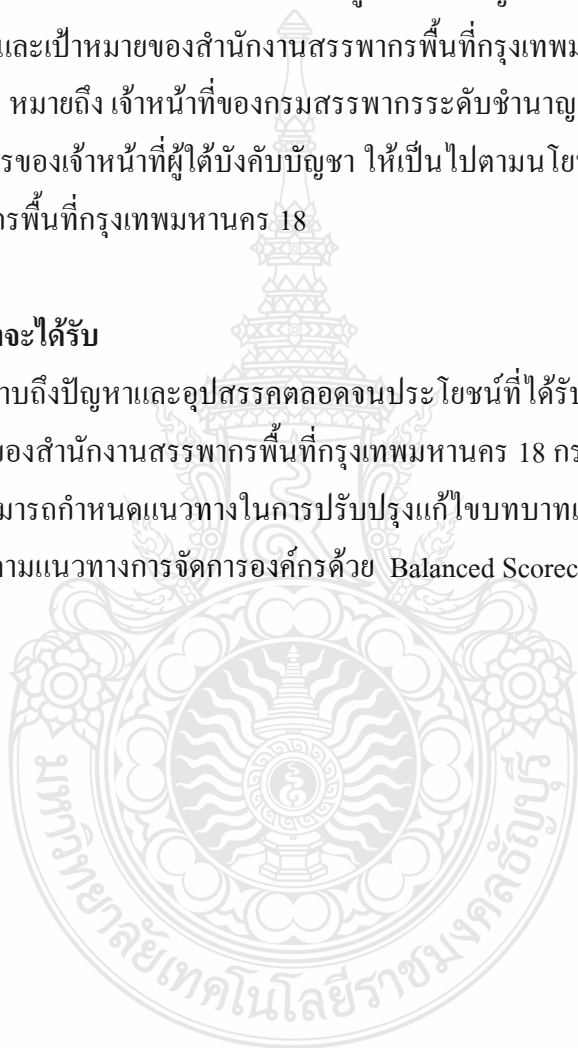 และเป้าหมายของสำนักงานสรรพากรพื้นที่กรุงเทพม
หมายถึง เจ้าหน้าที่ของกรมสรรพากรระดับชำนาญ
รของเจ้าหน้าที่ผู้ใต้บังคับบัญชา ให้เป็นไปตามนโย
กรพื้นที่กรุงเทพมหานคร 18
จะได้รับ
าบถึงปัญหาและอุปสรรคตลอดจนประโยชน์ที่ได้รับ
ของสำนักงานสรรพากรพื้นที่กรุงเทพมหานคร 18 กร
มารถกำหนดแนวทางในการปรับปรุงแก้ไขบทบาทแ
ามแนวทางการจัดการองค์กรด้วย Balanced Scorec
มหาวิทยาลัยเทคโนโลยีราชมงคลธัญบุรี